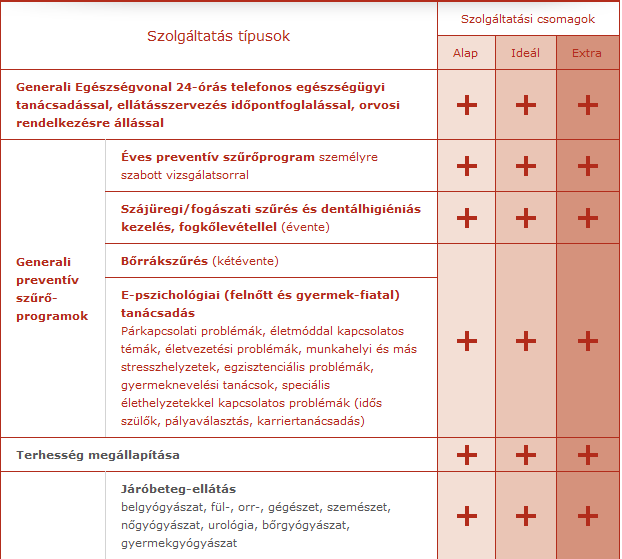 Szolgáltatás típusok
Szolgáltatási csomagok
Alap
Ideál
Extra
Generali Egészségvonal 24-órás telefonos egészségügyi
tanácsadással, ellátásszervezés időpontfoglalással, orvosi
rendelkezésre állással
+ + +
Generali
preventív
szűrő-
programok
Éves preventív szűrőprogram személyre
szabott vizsgálatsorral
+ + +
Szájüregi/fogászati szűrés és dentálhigiéniás
kezelés, fogkőlevétellel (évente)
+ + +
Bőrrákszűrés (kétévente)
E-pszichológiai (felnőtt és gyermek-fiatal)
tanácsadás
Párkapcsolati problémák, életmóddal kapcsolatos
témák, életvezetési problémák, munkahelyi és más
stresszhelyzetek, egzisztenciális problémák,
gyermeknevelési tanácsok, speciális
élethelyzetekkel kapcsolatos problémák (idős
szülők, pályaválasztás, karriertanácsadás)
+ + +
Terhesség megállapítása
+ + +
Járóbeteg-ellátás
belgyógyászat, fül-, orr-, gégészet, szemészet,
nőgyógyászat, urológia, bőrgyógyászat,
gyermekgyógyászat
+ + +